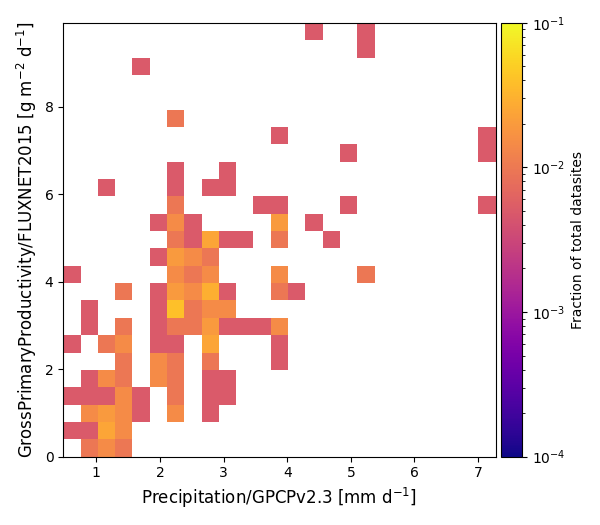 GrossPrimaryProductivity/FLUXNET2015 [g m⁻² d⁻¹]
8
6
4
2
0
1 2 3 4 5 6 7
Precipitation/GPCPv2.3 [mm d⁻¹]
10⁻¹
10⁻²
10⁻³
10⁻⁴
Fraction of total datasites